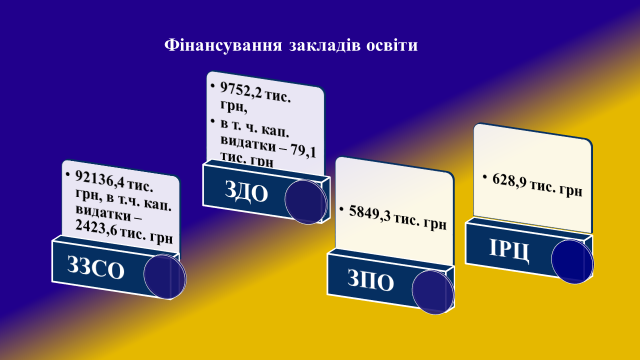 Фінансування закладів освіти
• 9752,2 тис.
грн,
• в т. ч. кап.
видатки – 79,1
тис. грн
ЗДО
• 92136,4 тис.
грн, в т.ч. кап.
видатки –
2423,6 тис. грн
ЗЗСО
• 5849,3 тис. грн
ЗПО
• 628,9 тис. грн
ІРЦ